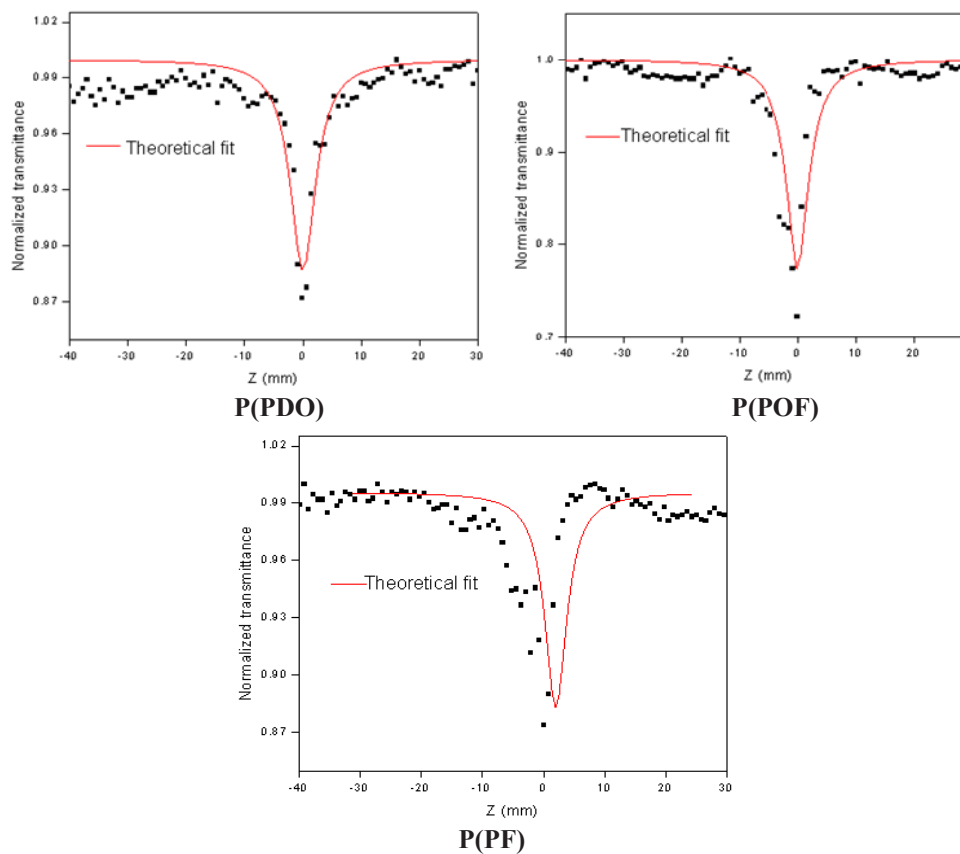 1.02
0.99
0.96
0.93
0.90
0.87
Normalized transmittance
Theoretical fit
-40 -30 -20 -10 0 10 20 30
Z (mm)
P(PDO)
1.0
0.9
0.8
0.7
Normalized transmittance
Theoretical fit
-40 -30 -20 -10 0 10 20
Z (mm)
P(POF)
1.02
0.99
0.96
0.93
0.90
0.87
Normalized transmittance
Theoretical fit
-40 -30 -20 -10 0 10 20 30
Z (mm)
P(PF)